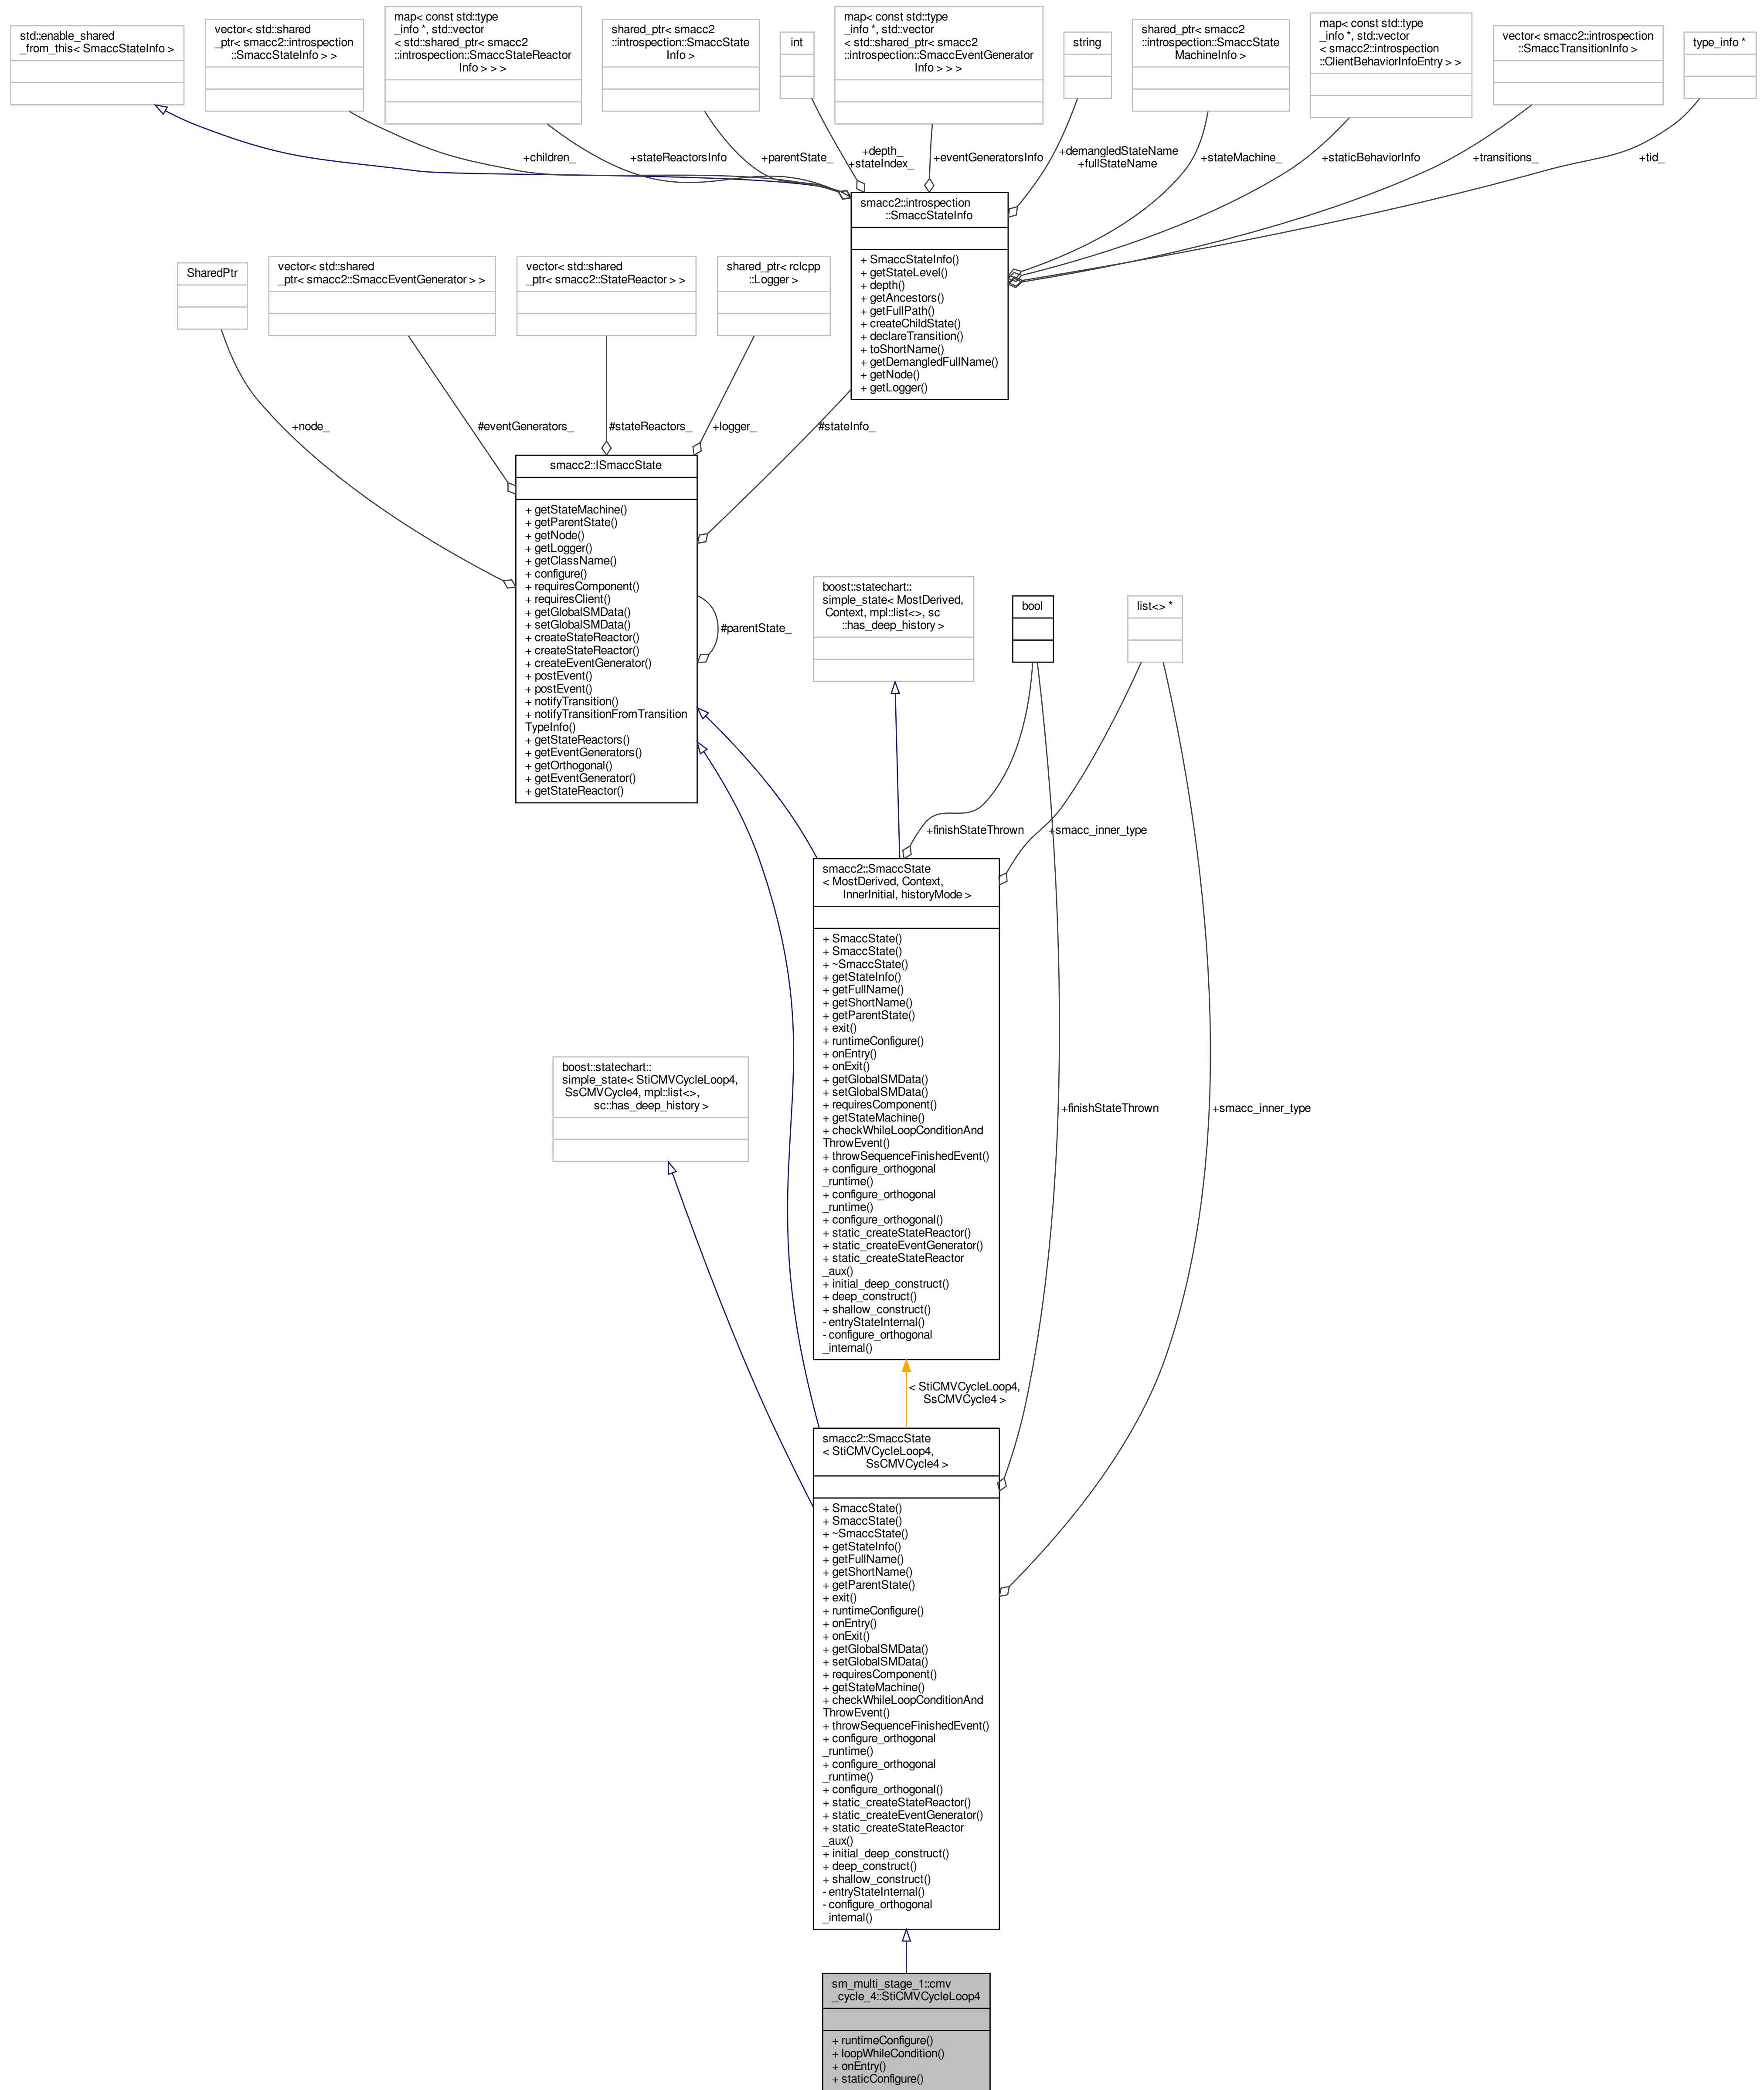 std::enable_shared
_from_this< SmaccStateInfo >
vector< std::shared
_ptr< smacc2::introspection
::SmaccStateInfo > >
map< const std::type
_info *, std::vector
< std::shared_ptr< smacc2
::introspection::SmaccStateReactor
Info > > >
shared_ptr< smacc2
::introspection::SmaccState
Info >
int
map< const std::type
_info *, std::vector
< std::shared_ptr< smacc2
::introspection::SmaccEventGenerator
Info > > >
string
shared_ptr< smacc2
::introspection::SmaccState
MachineInfo >
map< const std::type
_info *, std::vector
< smacc2::introspection
::ClientBehaviorInfoEntry > >
vector< smacc2::introspection
::SmaccTransitionInfo >
type_info *
+children_
+stateReactorsInfo
+parentState_
+depth_
+stateIndex_
+eventGeneratorsInfo
+demangledStateName
+fullStateName
+stateMachine_
+staticBehaviorInfo
+transitions_
+tid_
smacc2::introspection
::SmaccStateInfo
+ SmaccStateInfo()
+ getStateLevel()
+ depth()
+ getAncestors()
+ getFullPath()
+ createChildState()
+ declareTransition()
+ toShortName()
+ getDemangledFullName()
+ getNode()
+ getLogger()
SharedPtr
vector< std::shared
_ptr< smacc2::SmaccEventGenerator > >
vector< std::shared
_ptr< smacc2::StateReactor > >
shared_ptr< rclcpp
::Logger >
+node_
#eventGenerators_
#stateReactors_
+logger_
#stateInfo_
smacc2::ISmaccState
+ getStateMachine()
+ getParentState()
+ getNode()
+ getLogger()
+ getClassName()
+ configure()
+ requiresComponent()
+ requiresClient()
+ getGlobalSMData()
+ setGlobalSMData()
+ createStateReactor()
+ createStateReactor()
+ createEventGenerator()
+ postEvent()
+ postEvent()
+ notifyTransition()
+ notifyTransitionFromTransition
TypeInfo()
+ getStateReactors()
+ getEventGenerators()
+ getOrthogonal()
+ getEventGenerator()
+ getStateReactor()
#parentState_
boost::statechart::
simple_state< MostDerived,
Context, mpl::list<>, sc
::has_deep_history >
bool
list<> *
+finishStateThrown
+smacc_inner_type
smacc2::SmaccState
< MostDerived, Context,
InnerInitial, historyMode >
+ SmaccState()
+ SmaccState()
+ ~SmaccState()
+ getStateInfo()
+ getFullName()
+ getShortName()
+ getParentState()
+ exit()
+ runtimeConfigure()
+ onEntry()
+ onExit()
+ getGlobalSMData()
+ setGlobalSMData()
+ requiresComponent()
+ getStateMachine()
+ checkWhileLoopConditionAnd
ThrowEvent()
+ throwSequenceFinishedEvent()
+ configure_orthogonal
_runtime()
+ configure_orthogonal
_runtime()
+ configure_orthogonal()
+ static_createStateReactor()
+ static_createEventGenerator()
+ static_createStateReactor
_aux()
+ initial_deep_construct()
+ deep_construct()
+ shallow_construct()
- entryStateInternal()
- configure_orthogonal
_internal()
boost::statechart::
simple_state< StiCMVCycleLoop4,
SsCMVCycle4, mpl::list<>,
sc::has_deep_history >
+finishStateThrown
+smacc_inner_type
< StiCMVCycleLoop4,
SsCMVCycle4 >
smacc2::SmaccState
< StiCMVCycleLoop4,
SsCMVCycle4 >
+ SmaccState()
+ SmaccState()
+ ~SmaccState()
+ getStateInfo()
+ getFullName()
+ getShortName()
+ getParentState()
+ exit()
+ runtimeConfigure()
+ onEntry()
+ onExit()
+ getGlobalSMData()
+ setGlobalSMData()
+ requiresComponent()
+ getStateMachine()
+ checkWhileLoopConditionAnd
ThrowEvent()
+ throwSequenceFinishedEvent()
+ configure_orthogonal
_runtime()
+ configure_orthogonal
_runtime()
+ configure_orthogonal()
+ static_createStateReactor()
+ static_createEventGenerator()
+ static_createStateReactor
_aux()
+ initial_deep_construct()
+ deep_construct()
+ shallow_construct()
- entryStateInternal()
- configure_orthogonal
_internal()
sm_multi_stage_1::cmv
_cycle_4::StiCMVCycleLoop4
+ runtimeConfigure()
+ loopWhileCondition()
+ onEntry()
+ staticConfigure()